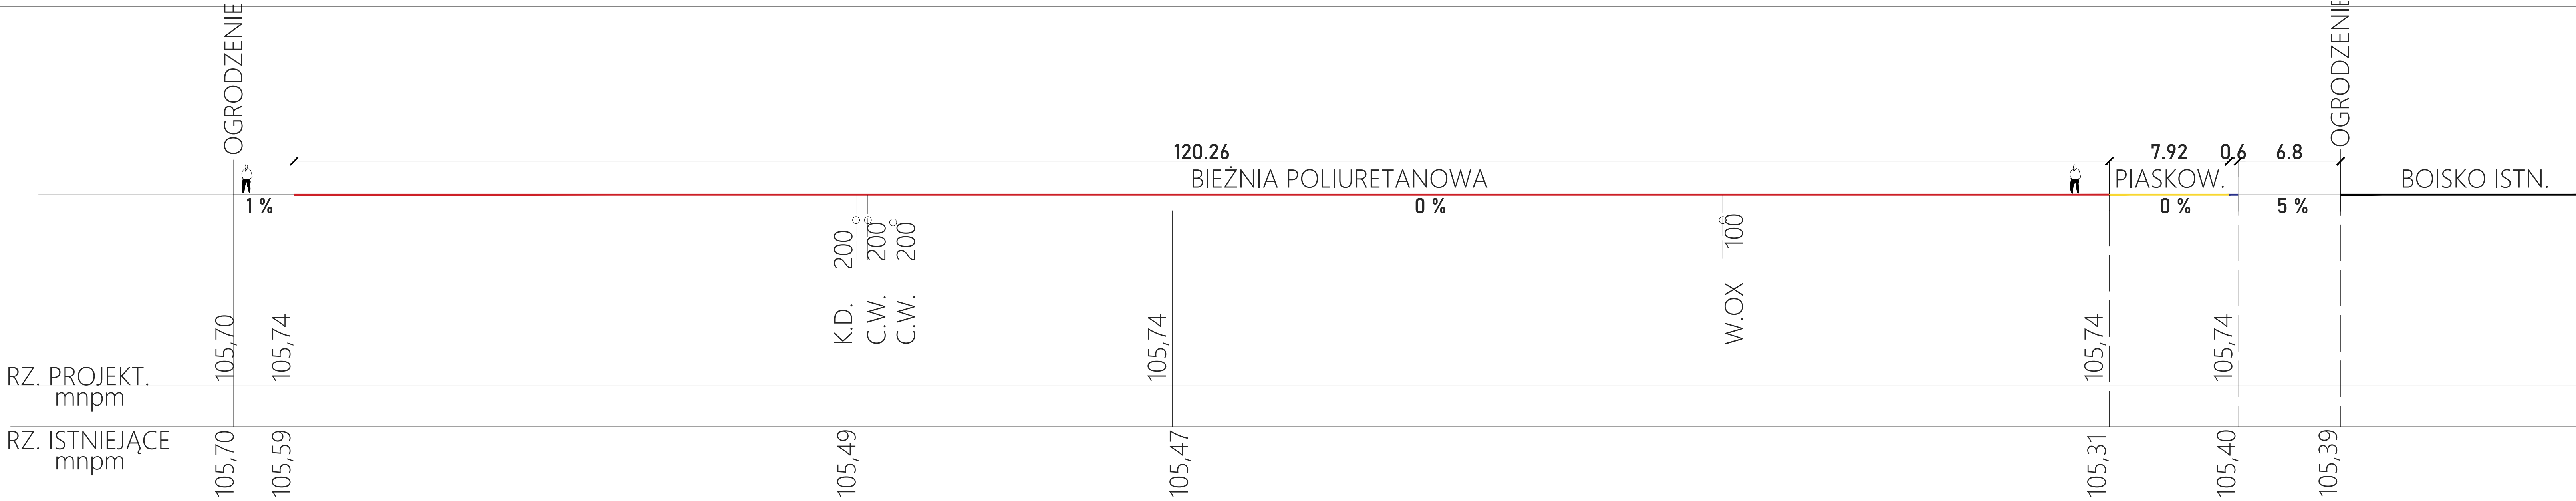 OGRODZENIE
OGRODZENIE
120.26
7.92
0.6
6.8
BIEŻNIA POLIURETANOWA
PIASKOW.
BOISKO ISTN.
1 %
0 %
0 %
5 %
K.D. 200
C.W. 200
C.W. 200
W.OX 100
RZ. PROJEKT.
mnpm
105,70
105,74
105,74
105,74
105,74
RZ. ISTNIEJĄCE
mnpm
105,70
105,59
105,49
105,47
105,31
105,40
105,39